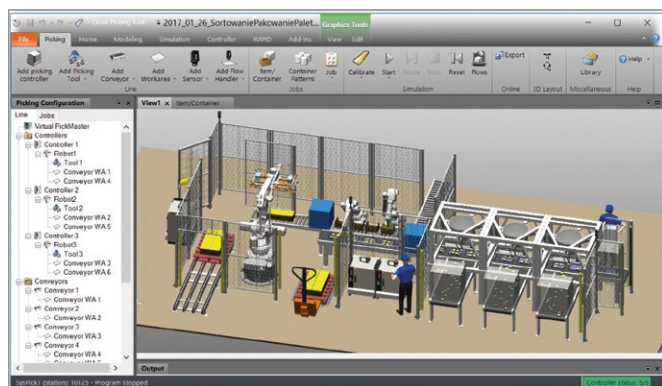 2017_01_26_SortowaniePakowaniePalet...
Graphics Tools
File Picking Home Modeling Simulation Controller RAPID Add-Ins View Edit
Add picking controller
Add Picking Tool
Add Conveyor
Add Workarea
Add Sensor
Add Flow Handler
Item/Container
Container Patterns
Job
Calibrate
Start
Pause
Stop
Reset
Flows
Export
Library
Help
Line Jobs Simulation Online 3D Layout Miscellaneous Help
Picking Configuration
View1 Item/Container
Line Jobs
Virtual PickMaster
Controllers
Controller 1
Robot1
Tool 1
Conveyor WA 1
Conveyor WA 4
Controller 2
Robot2
Tool 2
Conveyor WA 2
Conveyor WA 5
Controller 3
Robot3
Tool 3
Conveyor WA 3
Conveyor WA 6
Conveyors
Conveyor 1
Conveyor WA 1
Conveyor 2
Conveyor WA 2
Conveyor 3
Conveyor WA 3
Conveyor 4
Conveyor WA 4
Output
SysPick1 (Station): 10125 - Program stopped
Controller status: 3/3